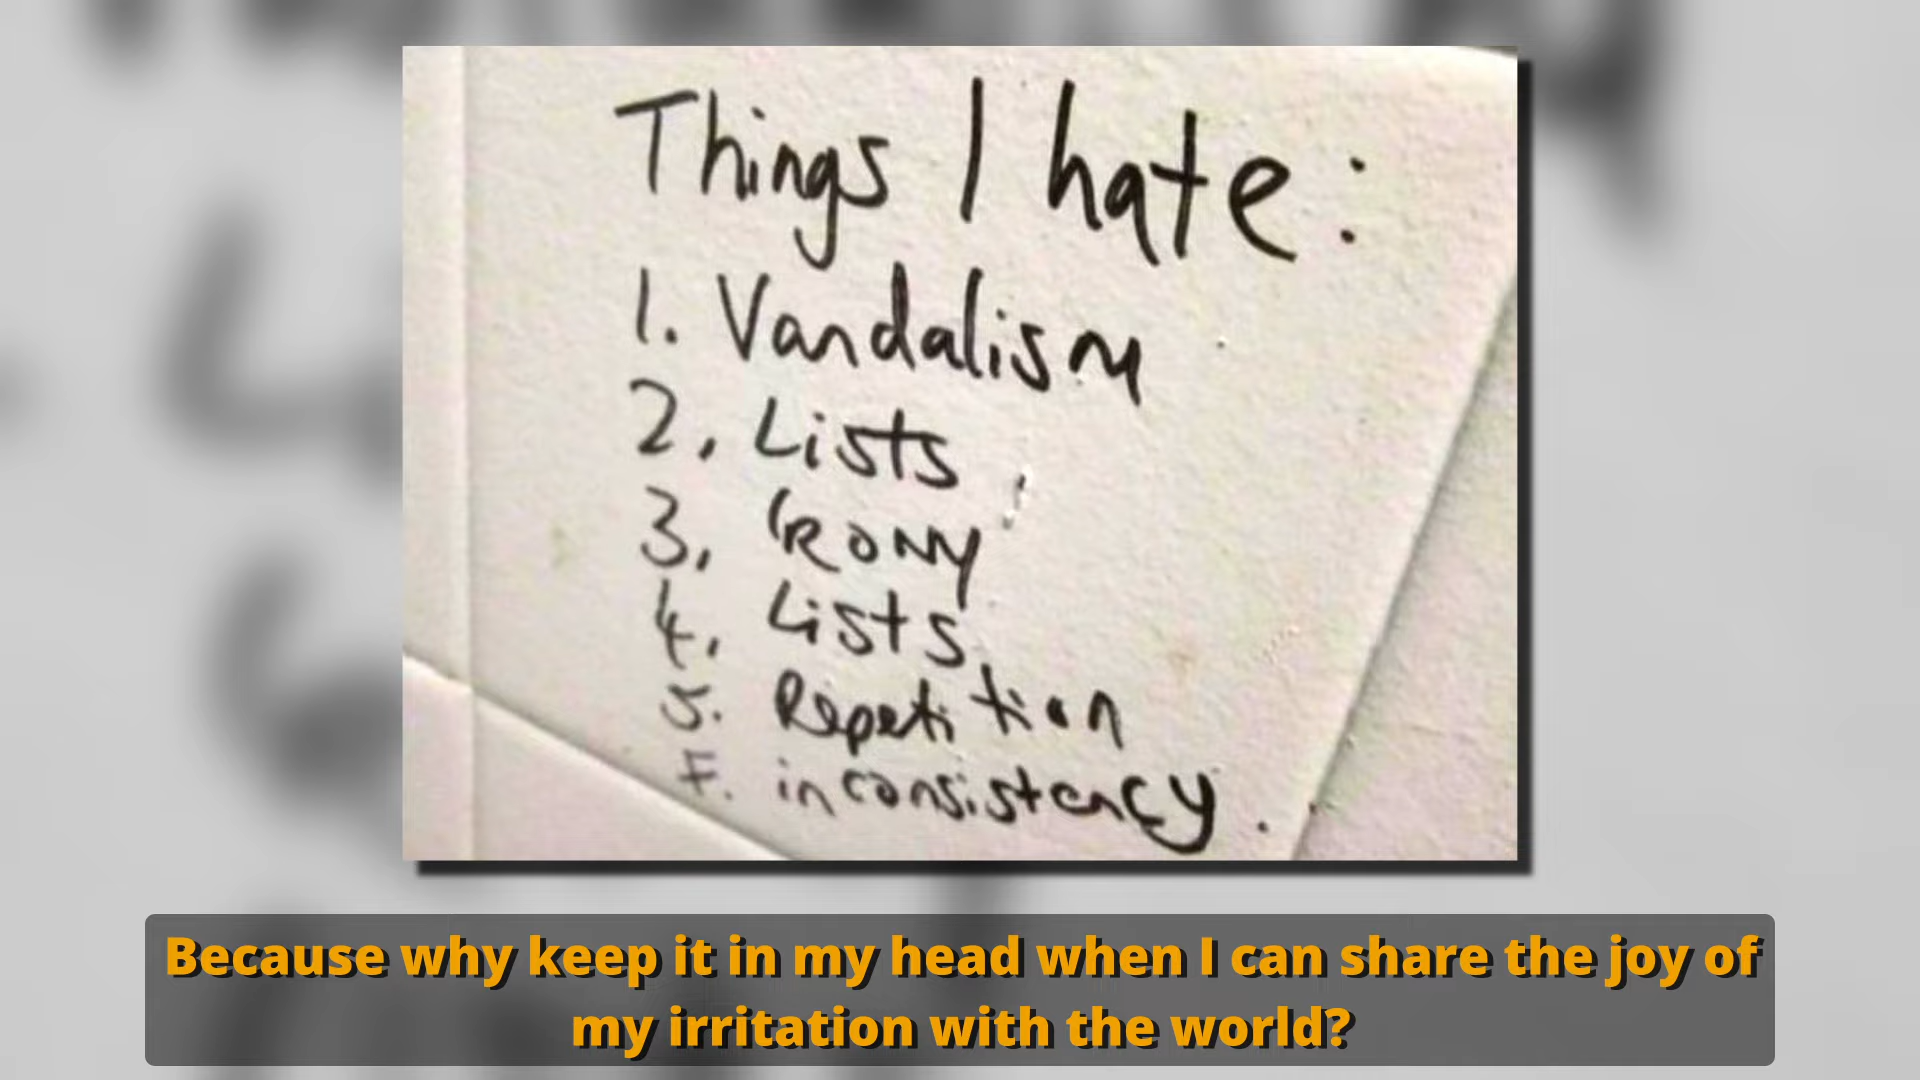 Things I hate:
1. Vandalism
2, Lists
3, IRONY
4, Lists,
5. Repetition
F. inconsistency.
Because why keep it in my head when I can share the joy of
my irritation with the world?